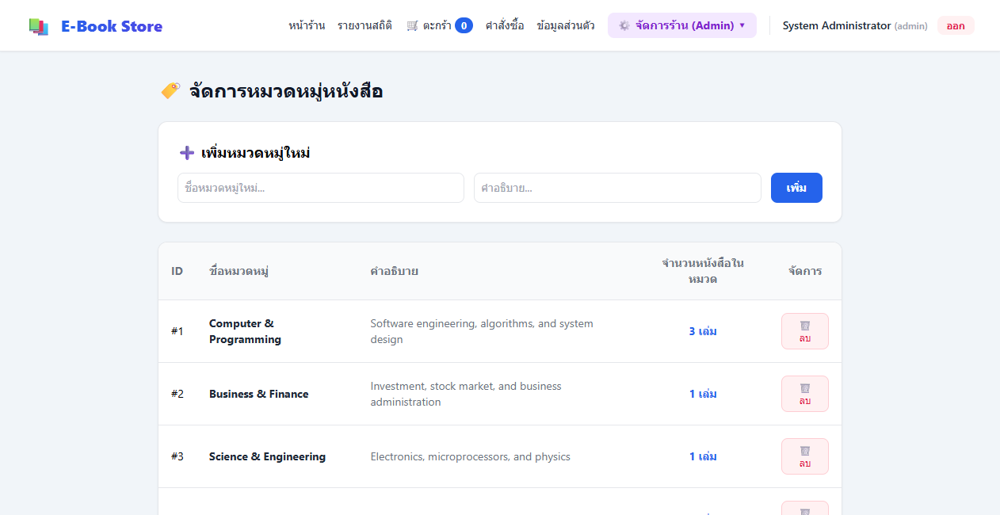 E-Book Store
หน้าร้าน
รายงานสถิติ
ตะกร้า 0
คำสั่งซื้อ
ข้อมูลส่วนตัว
จัดการร้าน (Admin) ▼
System Administrator (admin)
ออก
จัดการหมวดหมู่หนังสือ
เพิ่มหมวดหมู่ใหม่
ชื่อหมวดหมู่ใหม่...
คำอธิบาย...
เพิ่ม
ID
ชื่อหมวดหมู่
คำอธิบาย
จำนวนหนังสือใน
หมวด
จัดการ
#1
Computer &
Programming
Software engineering, algorithms, and system
design
3 เล่ม
ลบ
#2
Business & Finance
Investment, stock market, and business
administration
1 เล่ม
ลบ
#3
Science & Engineering
Electronics, microprocessors, and physics
1 เล่ม
ลบ